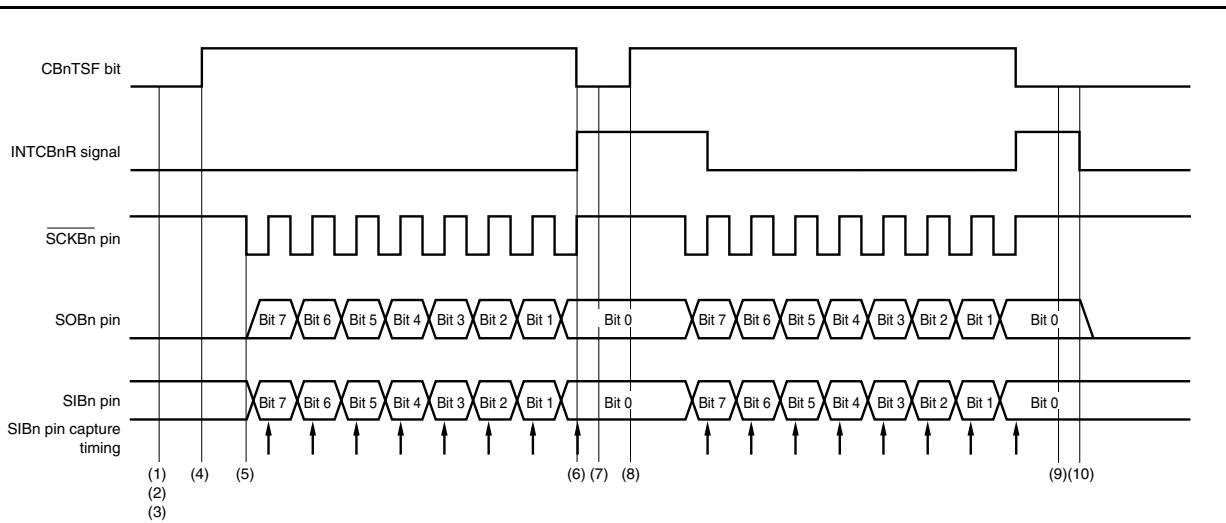 CBnTSF bit
INTCBnR signal
SCKBn pin
SOBn pin
Bit 7 Bit 6 Bit 5 Bit 4 Bit 3 Bit 2 Bit 1 Bit 0 Bit 7 Bit 6 Bit 5 Bit 4 Bit 3 Bit 2 Bit 1 Bit 0
SIBn pin
Bit 7 Bit 6 Bit 5 Bit 4 Bit 3 Bit 2 Bit 1 Bit 0 Bit 7 Bit 6 Bit 5 Bit 4 Bit 3 Bit 2 Bit 1 Bit 0
SIBn pin capture
timing
(1) (4) (5) (6) (7) (8) (9) (10)
(2)
(3)